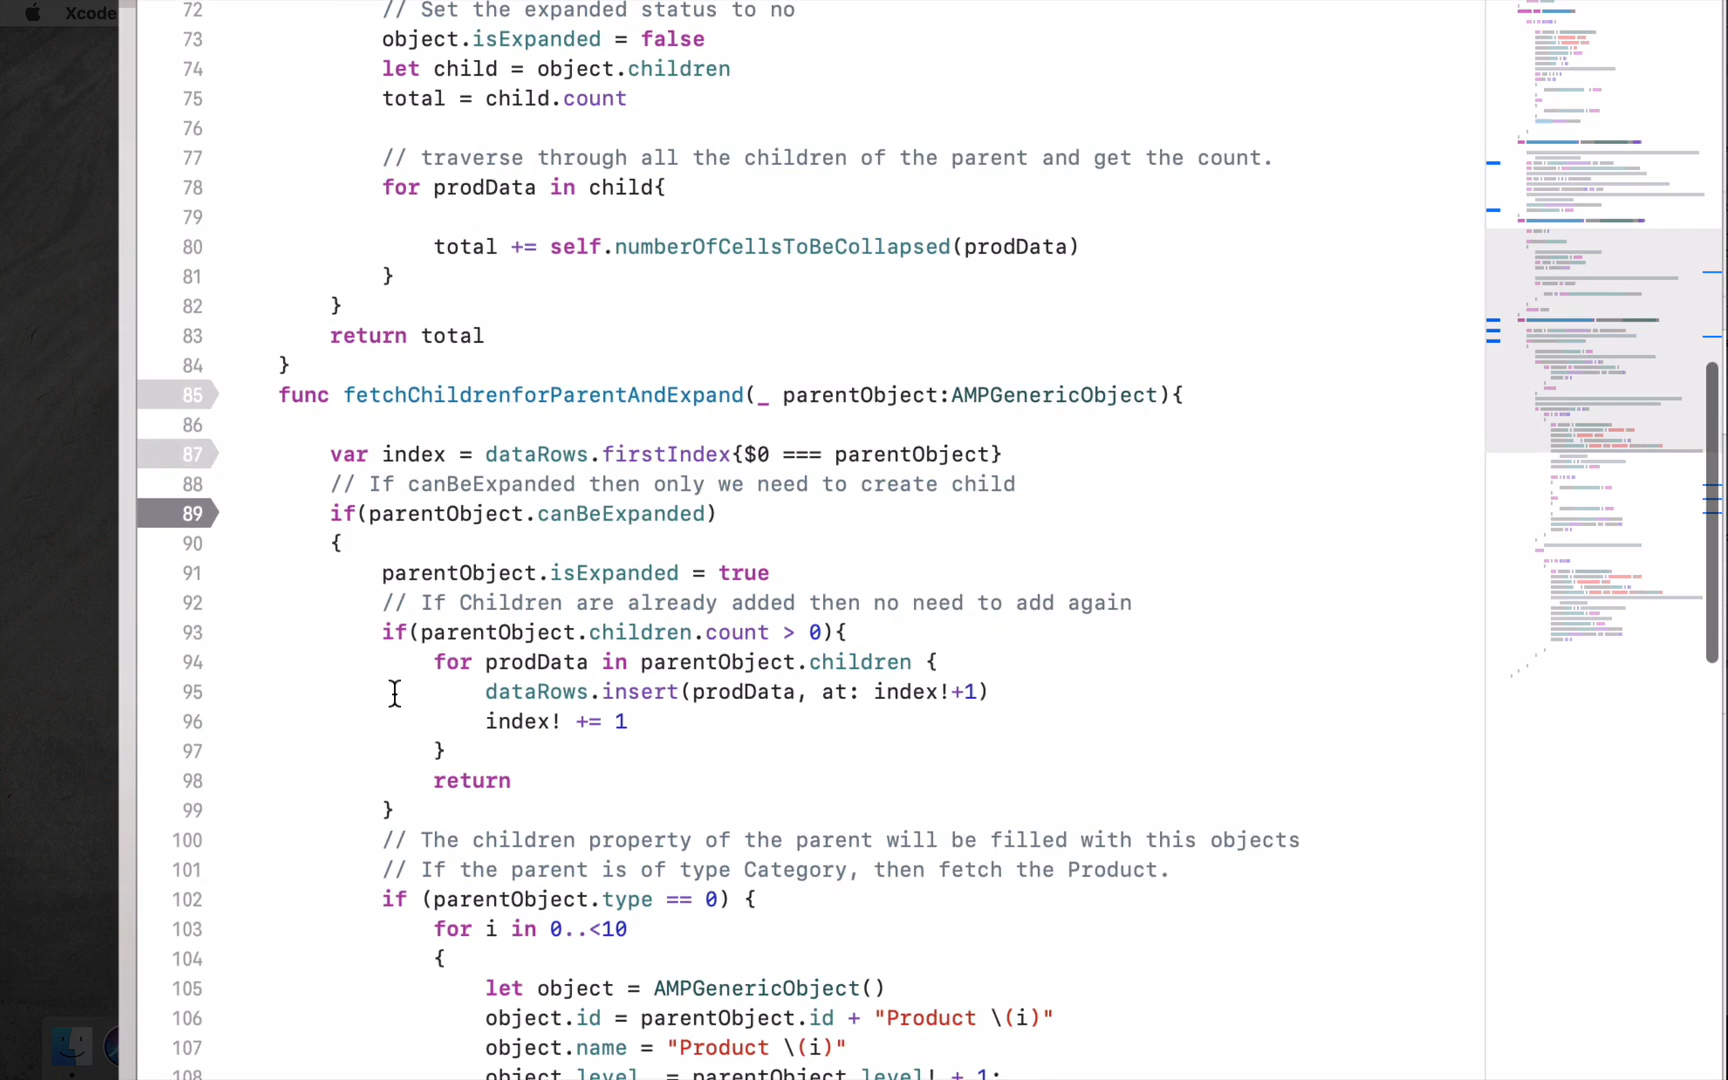 Xcode
72 // Set the expanded status to no
73 object.isExpanded = false
74 let child = object.children
75 total = child.count
76
77 // traverse through all the children of the parent and get the count.
78 for prodData in child{
79
80 total += self.numberOfCellsToBeCollapsed(prodData)
81 }
82 }
83 return total
84 }
85 func fetchChildrenforParentAndExpand(_ parentObject:AMPGenericObject){
86
87 var index = dataRows.firstIndex{$0 === parentObject}
88 // If canBeExpanded then only we need to create child
89 if(parentObject.canBeExpanded)
90 {
91 parentObject.isExpanded = true
92 // If Children are already added then no need to add again
93 if(parentObject.children.count > 0){
94 for prodData in parentObject.children {
95 dataRows.insert(prodData, at: index!+1)
96 index! += 1
97 }
98 return
99 }
100 // The children property of the parent will be filled with this objects
101 // If the parent is of type Category, then fetch the Product.
102 if (parentObject.type == 0) {
103 for i in 0..<10
104 {
105 let object = AMPGenericObject()
106 object.id = parentObject.id + "Product \(i)"
107 object.name = "Product \(i)"
108 object.level = parentObject.level! + 1;